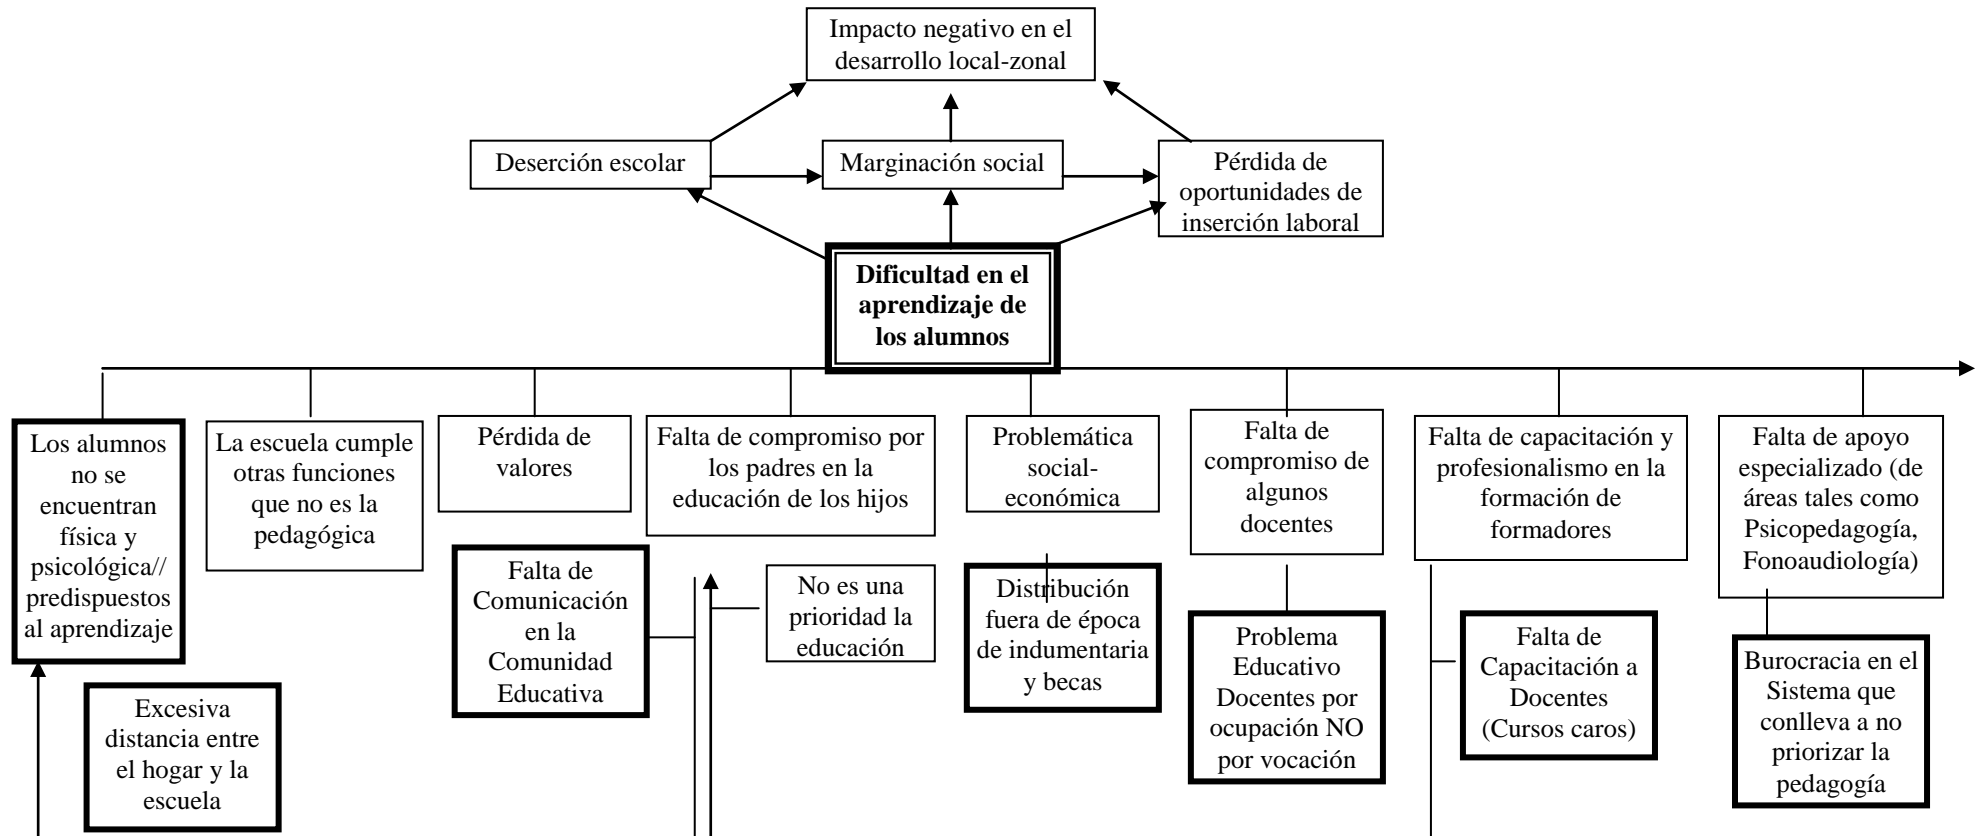 Impacto negativo en el
desarrollo local-zonal
Deserción escolar
Marginación social
Pérdida de
oportunidades de
inserción laboral
Dificultad en el
aprendizaje de
los alumnos
Los alumnos
no se
encuentran
física y
psicológica//
predispuestos
al aprendizaje
La escuela cumple
otras funciones
que no es la
pedagógica
Pérdida de
valores
Falta de compromiso por
los padres en la
educación de los hijos
Problemática
social-
económica
Falta de
compromiso de
algunos
docentes
Falta de capacitación y
profesionalismo en la
formación de
formadores
Falta de apoyo
especializado (de
áreas tales como
Psicopedagogía,
Fonoaudiología)
Excesiva
distancia entre
el hogar y la
escuela
Falta de
Comunicación
en la
Comunidad
Educativa
No es una
prioridad la
educación
Distribución
fuera de época
de indumentaria
y becas
Problema
Educativo
Docentes por
ocupación NO
por vocación
Falta de
Capacitación a
Docentes
(Cursos caros)
Burocracia en el
Sistema que
conlleva a no
priorizar la
pedagogía